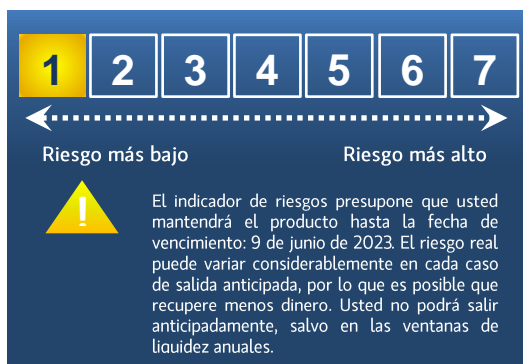 1 2 3 4 5 6 7
Riesgo más bajo Riesgo más alto
!
El indicador de riesgos presupone que usted
mantendrá el producto hasta la fecha de
vencimiento: 9 de junio de 2023. El riesgo real
puede variar considerablemente en cada caso
de salida anticipada, por lo que es posible que
recupere menos dinero. Usted no podrá salir
anticipadamente, salvo en las ventanas de
liquidez anuales.